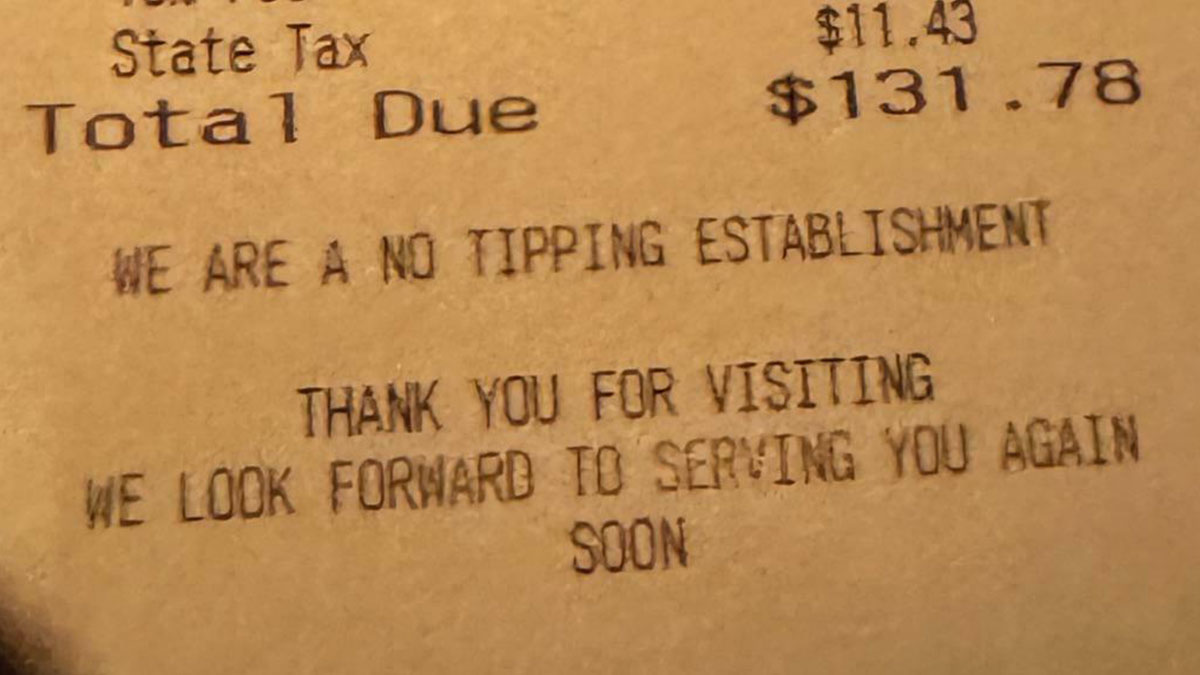 State Tax $11.43
Total Due $131.78
WE ARE A NO TIPPING ESTABLISHMENT
THANK YOU FOR VISITING
WE LOOK FORWARD TO SERVING YOU AGAIN
SOON